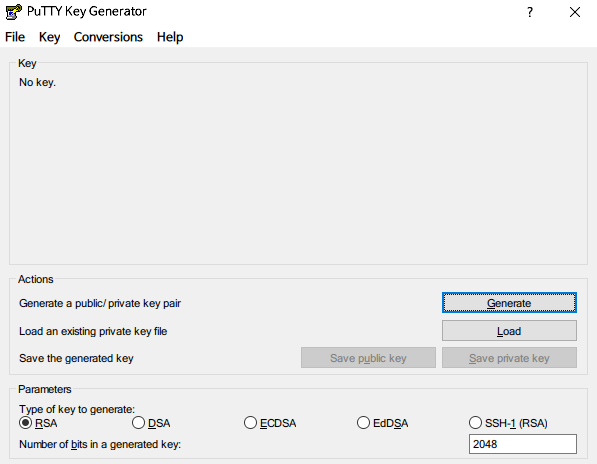 PuTTY Key Generator
? 
File Key Conversions Help
Key
No key.
Actions
Generate a public/private key pair Generate
Load an existing private key file Load
Save the generated key Save public key Save private key
Parameters
Type of key to generate:
RSA DSA ECDSA EdDSA SSH-1 (RSA)
Number of bits in a generated key: 2048